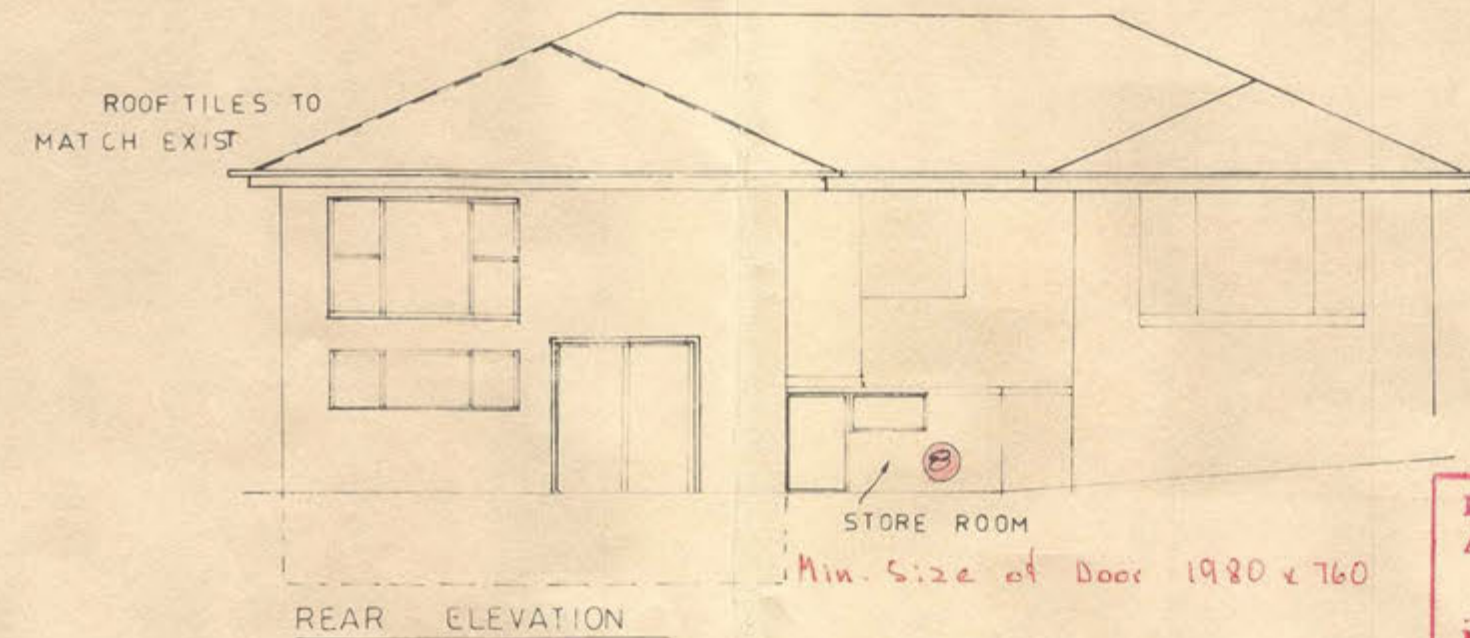 ROOF TILES TO
MATCH EXIST
STORE ROOM
Min. Size of Door 1980 x 760
REAR ELEVATION